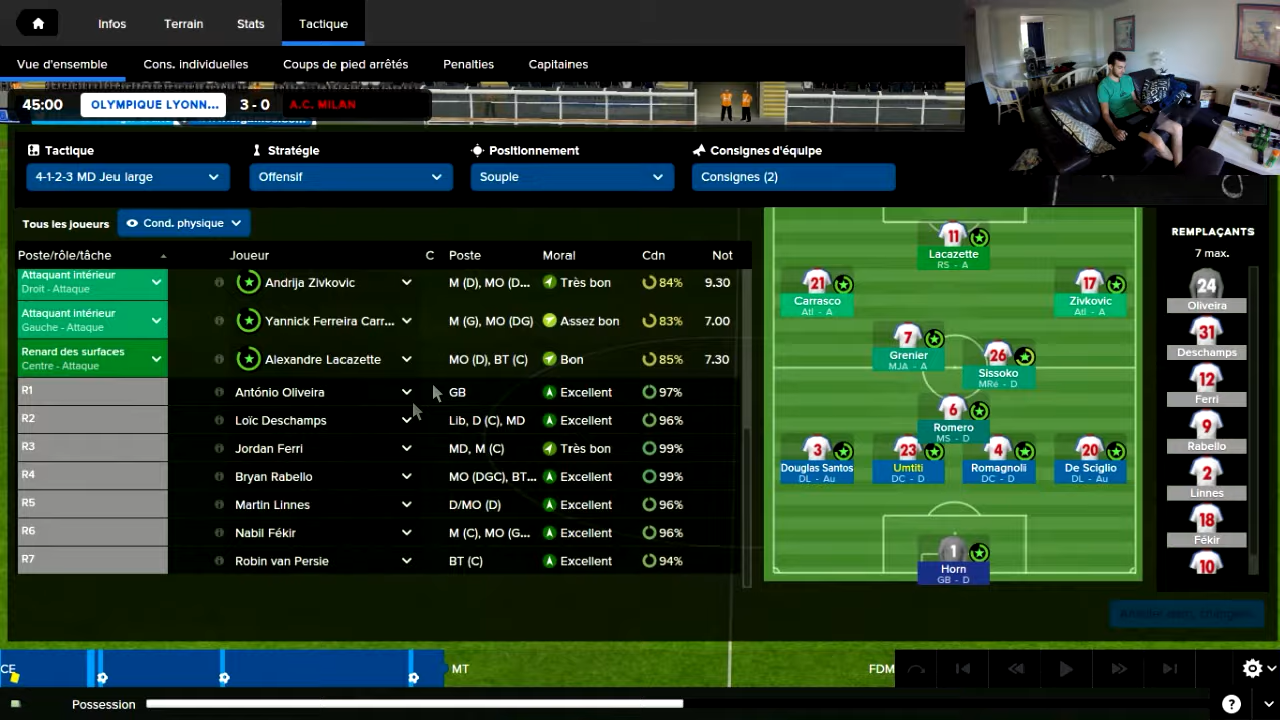 Infos Terrain Stats Tactique
Vue d'ensemble Cons. individuelles Coups de pied arrêtés Penalties Capitaines
45:00 OLYMPIQUE LYONN... 3 - 0 A.C. MILAN
Tactique Stratégie Positionnement Consignes d'équipe
4-1-2-3 MD Jeu large Offensif Souple Consignes (2)
Tous les joueurs Cond. physique
Poste/rôle/tâche Joueur C Poste Moral Cdn Not
Attaquant intérieur
Droit - Attaque
Andrija Zivkovic M (D), MO (D... Très bon 84% 9.30
Attaquant intérieur
Gauche - Attaque
Yannick Ferreira Carr... M (G), MO (DG) Assez bon 83% 7.00
Renard des surfaces
Centre - Attaque
Alexandre Lacazette MO (D), BT (C) Bon 85% 7.30
R1 António Oliveira GB Excellent 97%
R2 Loïc Deschamps Lib, D (C), MD Excellent 96%
R3 Jordan Ferri MD, M (C) Très bon 99%
R4 Bryan Rabello MO (DGC), BT... Excellent 99%
R5 Martin Linnes D/MO (D) Excellent 96%
R6 Nabil Fékir M (C), MO (G... Excellent 96%
R7 Robin van Persie BT (C) Excellent 94%
11
Lacazette
RS - A
21 17
Carrasco Zivkovic
AtI - A AtI - A
7
Grenier
MJA - A
26
Sissoko
MRé - D
6
Romero
MS - D
3 23 4 20
Douglas Santos Umtiti Romagnoli De Sciglio
DL - Au DC - D DC - D DL - Au
1
Horn
GB - D
REMPLAÇANTS
7 max.
24
Oliveira
31
Deschamps
12
Ferri
9
Rabello
2
Linnes
18
Fékir
10
CE MT FDM
Possession ?